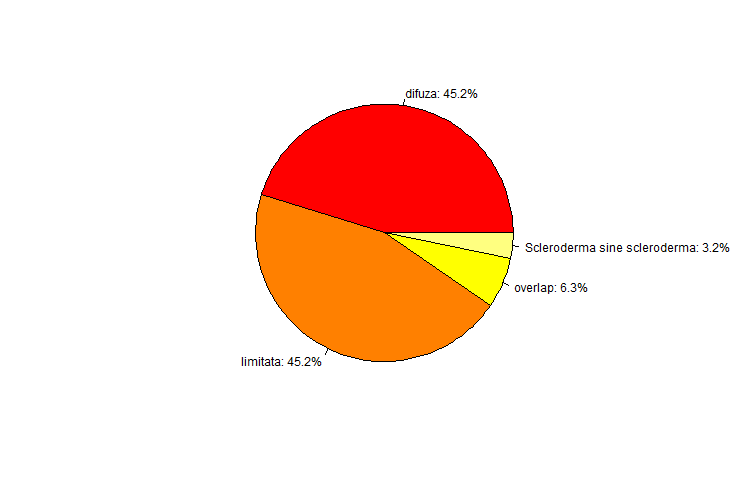 difuza: 45.2%
Scleroderma sine scleroderma: 3.2%
overlap: 6.3%
limitata: 45.2%